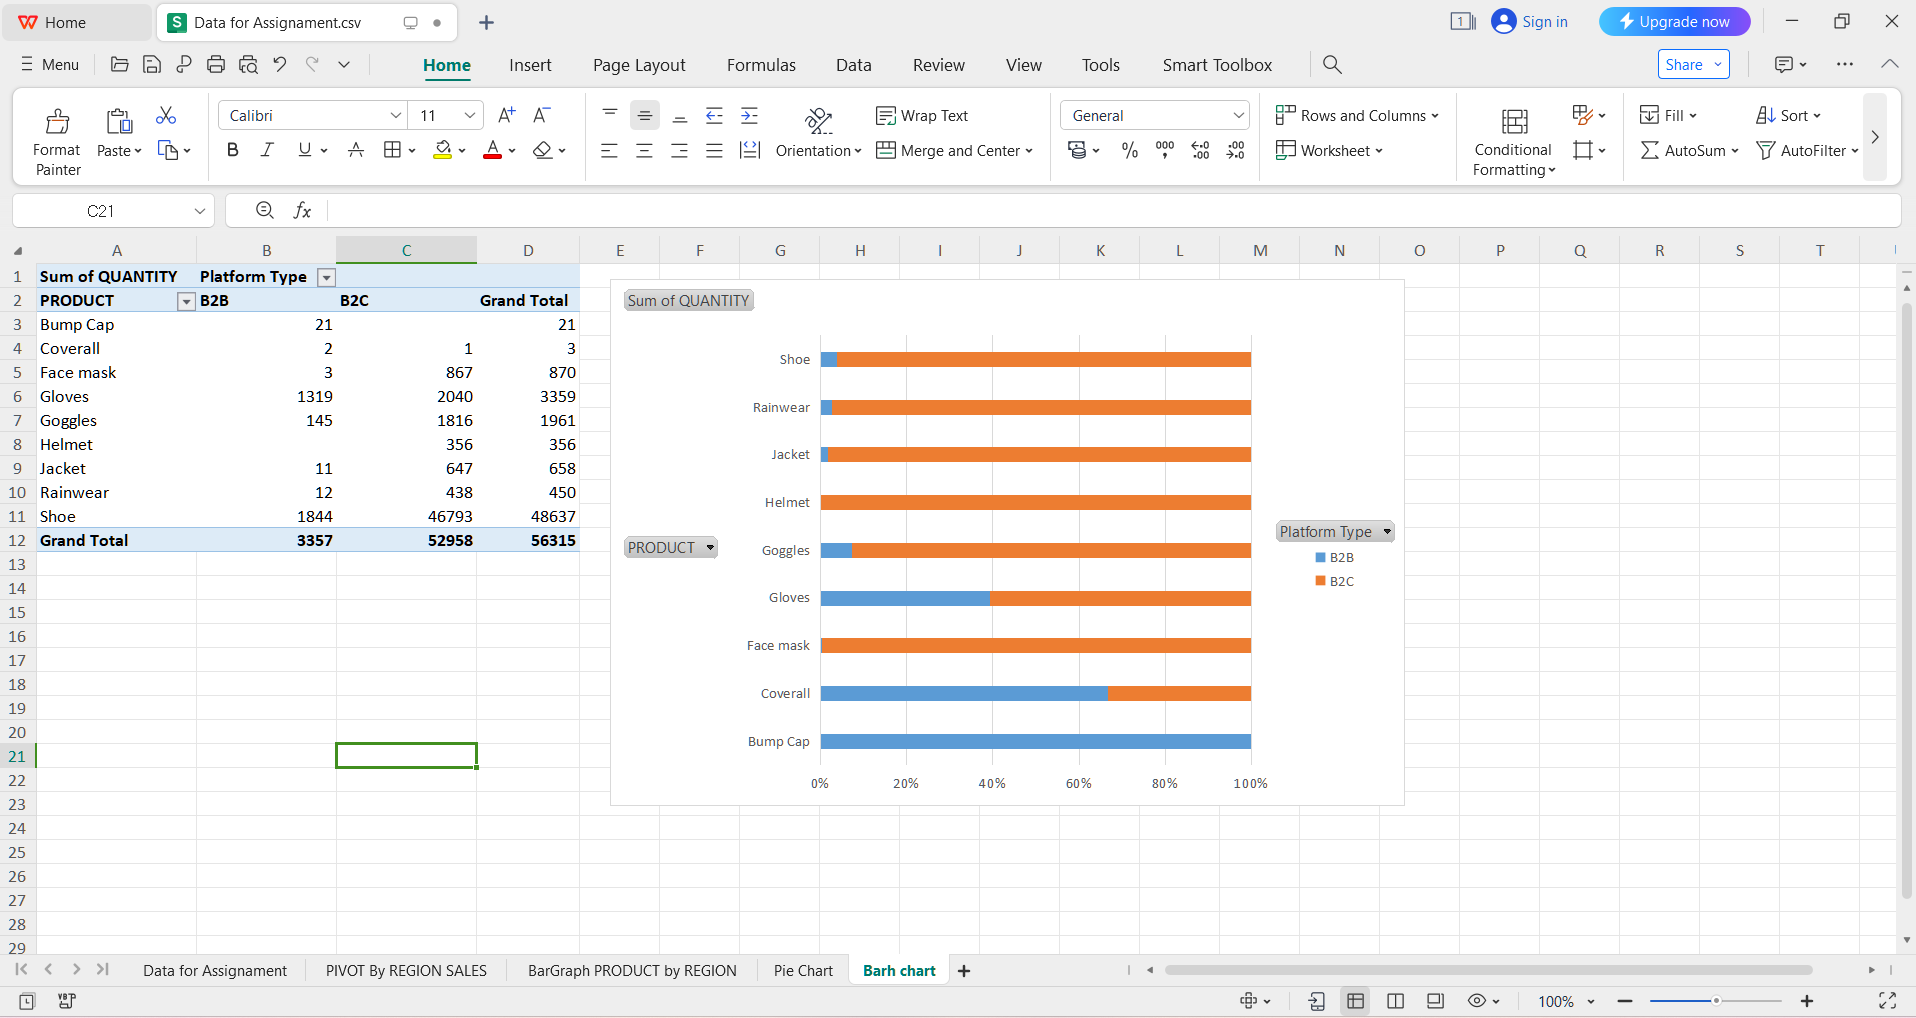 Home
Data for Assignament.csv
Sign in
Upgrade now
Menu
Home
Insert
Page Layout
Formulas
Data
Review
View
Tools
Smart Toolbox
Share
Format Painter
Paste
Calibri
11
Wrap Text
Orientation
Merge and Center
General
Rows and Columns
Worksheet
Conditional Formatting
Fill
Sort
AutoSum
AutoFilter
C21
fx
A B C D E F G H I J K L M N O P Q R S T
1 Sum of QUANTITY Platform Type
2 PRODUCT B2B B2C Grand Total
3 Bump Cap 21 21
4 Coverall 2 1 3
5 Face mask 3 867 870
6 Gloves 1319 2040 3359
7 Goggles 145 1816 1961
8 Helmet 356 356
9 Jacket 11 647 658
10 Rainwear 12 438 450
11 Shoe 1844 46793 48637
12 Grand Total 3357 52958 56315
13
14
15
16
17
18
19
20
21
22
23
24
25
26
27
28
29
Sum of QUANTITY
Shoe
Rainwear
Jacket
Helmet
Goggles
Gloves
Face mask
Coverall
Bump Cap
PRODUCT
0% 20% 40% 60% 80% 100%
Platform Type
B2B
B2C
Data for Assignament
PIVOT By REGION SALES
BarGraph PRODUCT by REGION
Pie Chart
Barh chart
100%